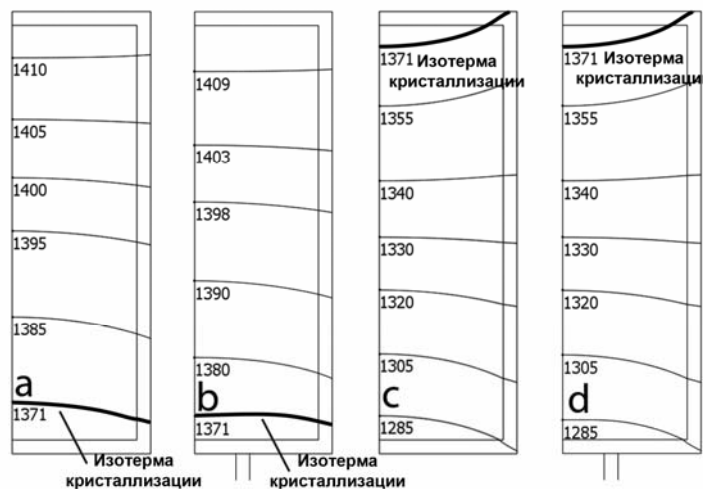 1410
1405
1400
1395
1385
a
1371
Изотерма
кристаллизации
1409
1403
1398
1390
1380
b
1371
Изотерма
кристаллизации
1371 Изотерма
кристаллизации
1355
1340
1330
1320
1305
c
1285
1371 Изотерма
кристаллизации
1355
1340
1330
1320
1305
d
1285